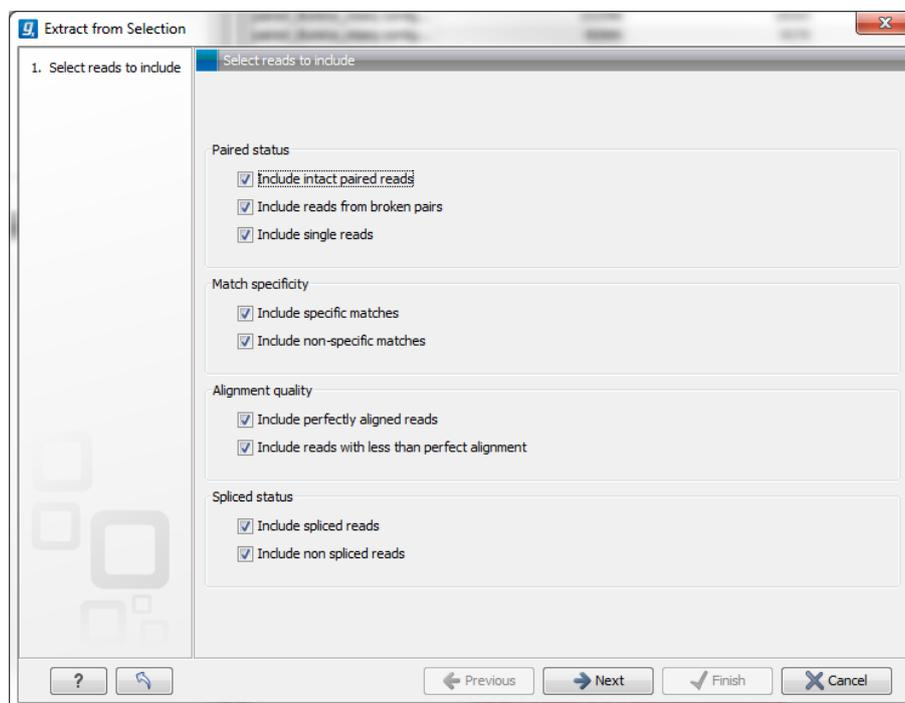 Extract from Selection
1. Select reads to include
Select reads to include
Paired status
Include intact paired reads
Include reads from broken pairs
Include single reads
Match specificity
Include specific matches
Include non-specific matches
Alignment quality
Include perfectly aligned reads
Include reads with less than perfect alignment
Spliced status
Include spliced reads
Include non spliced reads
? Previous Next Finish Cancel